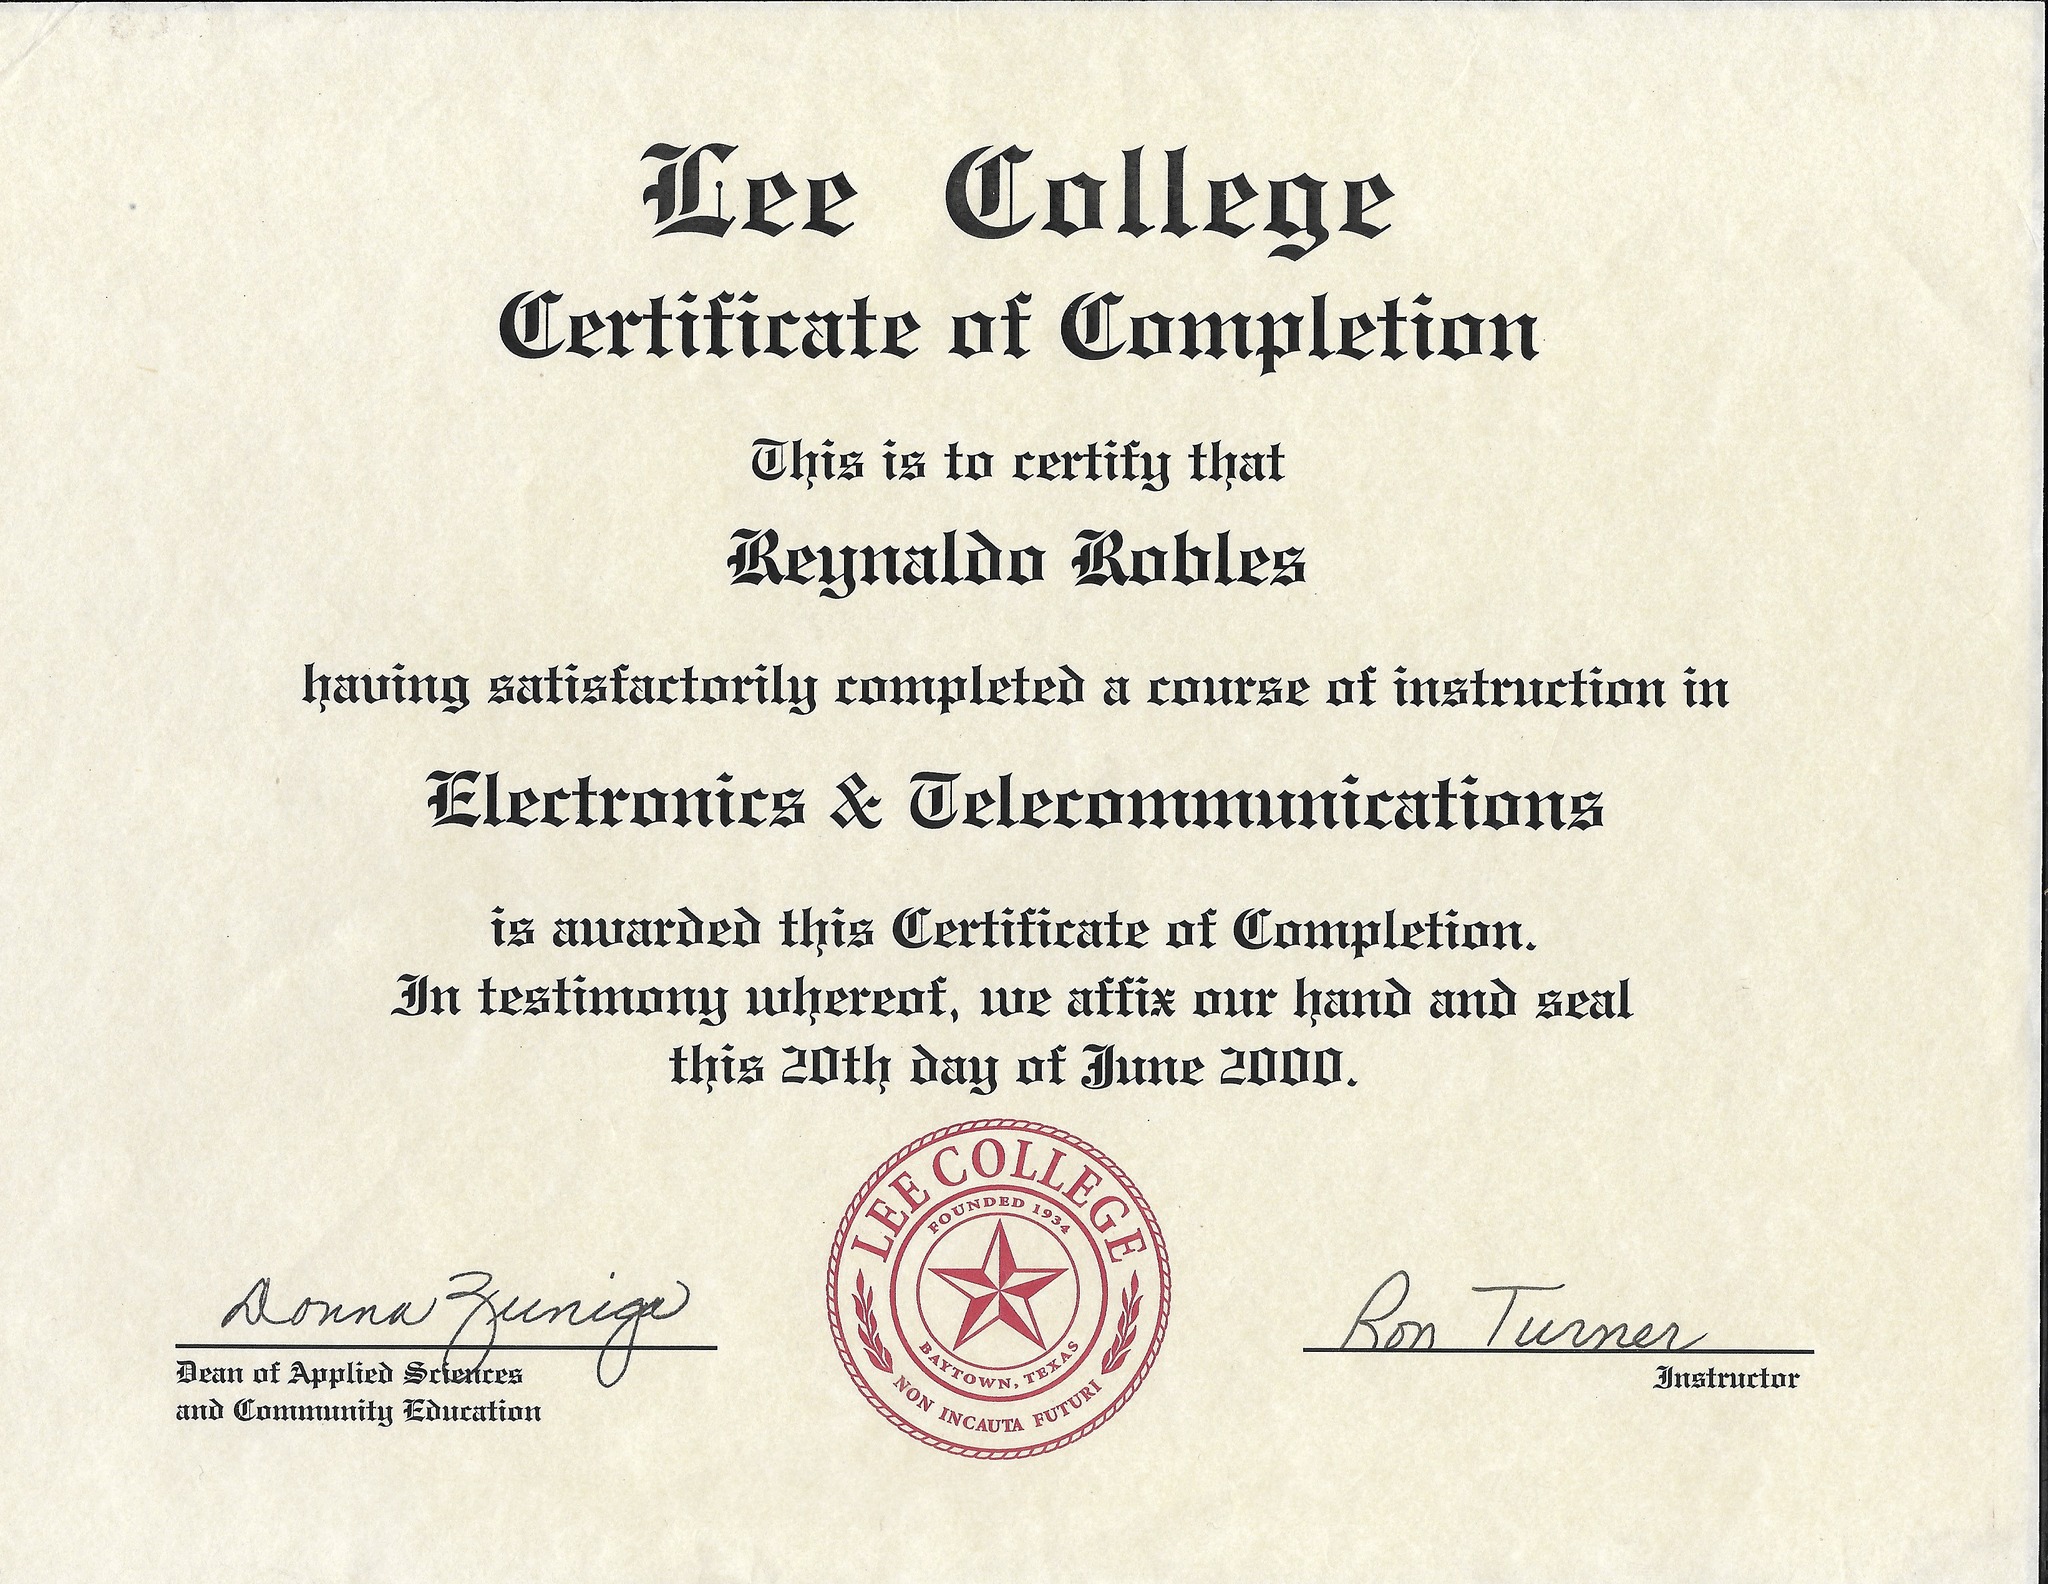 Lee College
Certificate of Completion
This is to certify that
Reynaldo Robles
having satisfactorily completed a course of instruction in
Electronics & Telecommunications
is awarded this Certificate of Completion.
In testimony whereof, we affix our hand and seal
this 20th day of June 2000.
LEE COLLEGE
FOUNDED 1934
BAYTOWN, TEXAS
NON INCAUTA FUTURI
Donna Zuniga
Dean of Applied Sciences
and Community Education
Ron Turner
Instructor